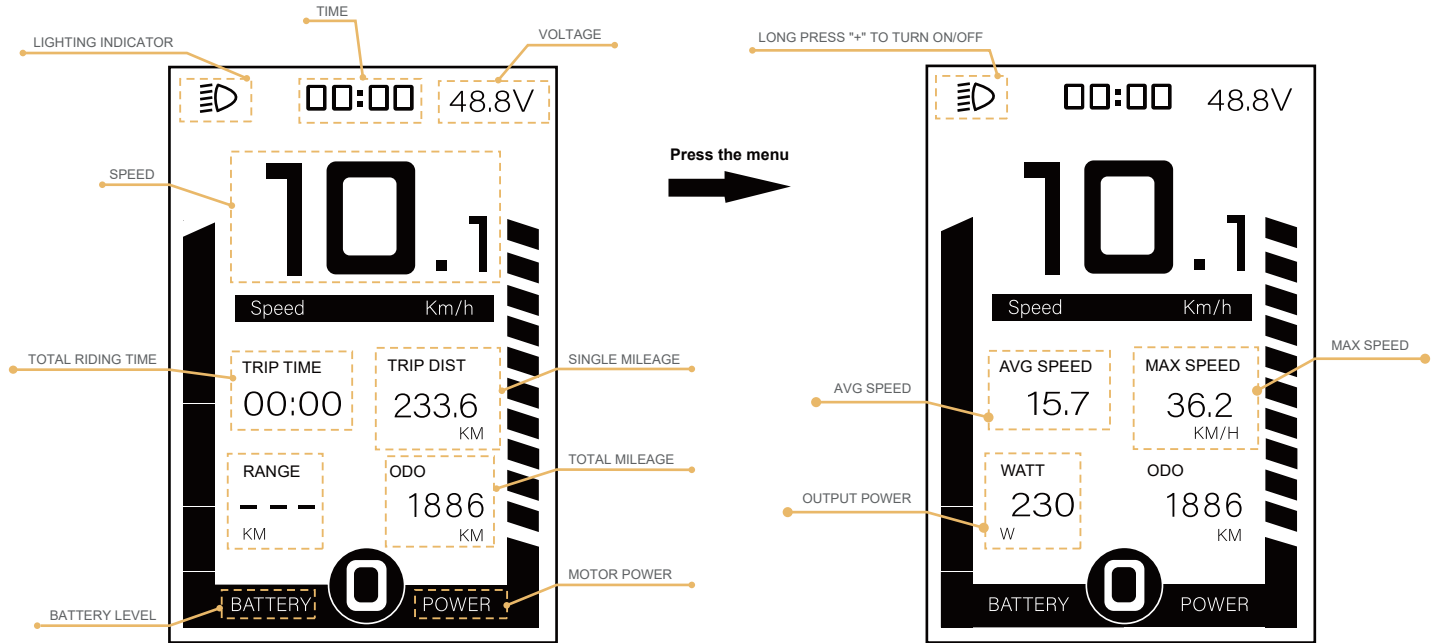 TIME
LIGHTING INDICATOR
VOLTAGE
LONG PRESS "+" TO TURN ON/OFF
00:00
48.8V
00:00
48.8V
Press the menu
SPEED
10.1
10.1
Speed Km/h
Speed Km/h
TOTAL RIDING TIME
TRIP TIME
00:00
TRIP DIST
233.6
KM
SINGLE MILEAGE
RANGE
---
KM
ODO
1886
KM
TOTAL MILEAGE
0
BATTERY
POWER
MOTOR POWER
BATTERY LEVEL
AVG SPEED
AVG SPEED
15.7
MAX SPEED
36.2
KM/H
MAX SPEED
OUTPUT POWER
WATT
230
W
ODO
1886
KM
0
BATTERY
POWER